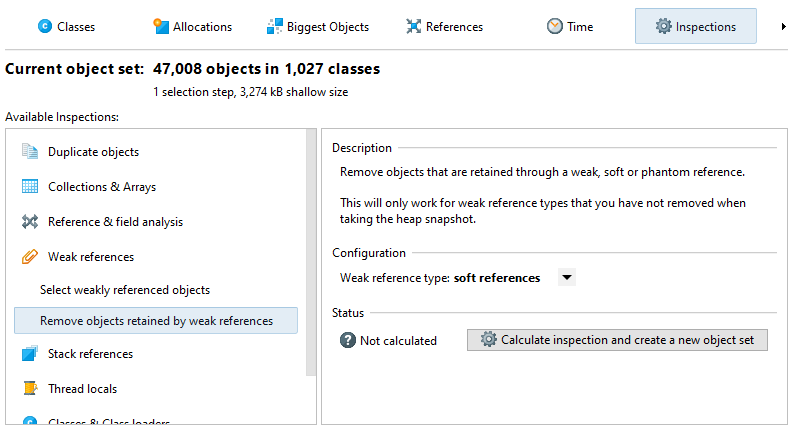 Classes Allocations Biggest Objects References Time Inspections
Current object set: 47,008 objects in 1,027 classes
1 selection step, 3,274 kB shallow size
Available Inspections:
Duplicate objects
Collections & Arrays
Reference & field analysis
Weak references
Select weakly referenced objects
Remove objects retained by weak references
Stack references
Thread locals
Classes & Class loaders
Description
Remove objects that are retained through a weak, soft or phantom reference.
This will only work for weak reference types that you have not removed when
taking the heap snapshot.
Configuration
Weak reference type: soft references
Status
Not calculated
Calculate inspection and create a new object set